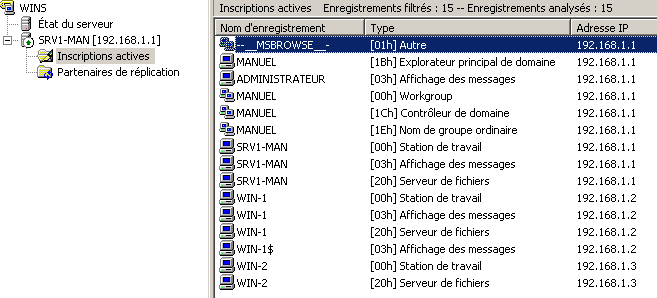 WINS
État du serveur
SRV1-MAN [192.168.1.1]
Inscriptions actives
Partenaires de réplication
Inscriptions actives Enregistrements filtrés : 15 -- Enregistrements analysés : 15
Nom d'enregistrement Type Adresse IP
--__MSBROWSE__- [01h] Autre 192.168.1.1
MANUEL [1Bh] Explorateur principal de domaine 192.168.1.1
ADMINISTRATEUR [03h] Affichage des messages 192.168.1.1
MANUEL [00h] Workgroup 192.168.1.1
MANUEL [1Ch] Contrôleur de domaine 192.168.1.1
MANUEL [1Eh] Nom de groupe ordinaire 192.168.1.1
SRV1-MAN [00h] Station de travail 192.168.1.1
SRV1-MAN [03h] Affichage des messages 192.168.1.1
SRV1-MAN [20h] Serveur de fichiers 192.168.1.1
WIN-1 [00h] Station de travail 192.168.1.2
WIN-1 [03h] Affichage des messages 192.168.1.2
WIN-1 [20h] Serveur de fichiers 192.168.1.2
WIN-1$ [03h] Affichage des messages 192.168.1.2
WIN-2 [00h] Station de travail 192.168.1.3
WIN-2 [20h] Serveur de fichiers 192.168.1.3